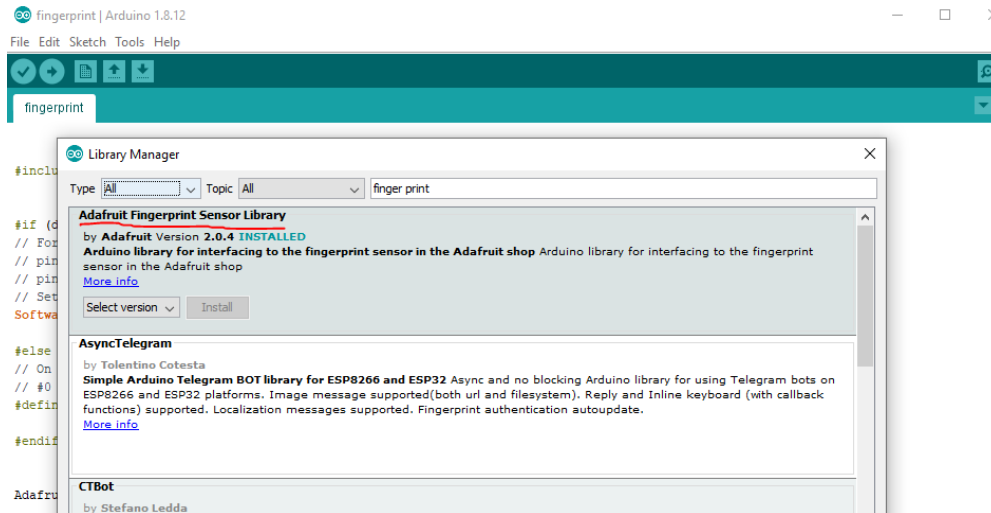 fingerprint | Arduino 1.8.12
File Edit Sketch Tools Help
fingerprint
Library Manager
#inclu
Type All Topic All finger print
Adafruit Fingerprint Sensor Library
by Adafruit Version 2.0.4 INSTALLED
Arduino library for interfacing to the fingerprint sensor in the Adafruit shop Arduino library for interfacing to the fingerprint
sensor in the Adafruit shop
More info
Select version Install
#if (d
// For
// pin
// pin
// Set
Softwa
AsyncTelegram
by Tolentino Cotesta
Simple Arduino Telegram BOT library for ESP8266 and ESP32 Async and no blocking Arduino library for using Telegram bots on
ESP8266 and ESP32 platforms. Image message supported(both url and filesystem). Reply and Inline keyboard (with callback
functions) supported. Localization messages supported. Fingerprint authentication autoupdate.
More info
#else
// On
// #0
#defin
#endif
CTBot
by Stefano Ledda
Adafru